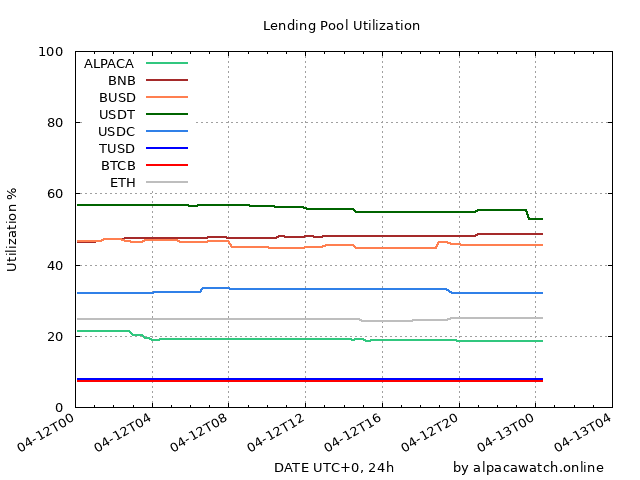 Lending Pool Utilization
100
80
60
40
20
0
Utilization %
ALPACA
BNB
BUSD
USDT
USDC
TUSD
BTCB
ETH
04-12T00
04-12T04
04-12T08
04-12T12
04-12T16
04-12T20
04-13T00
04-13T04
DATE UTC+0, 24h
by alpacawatch.online